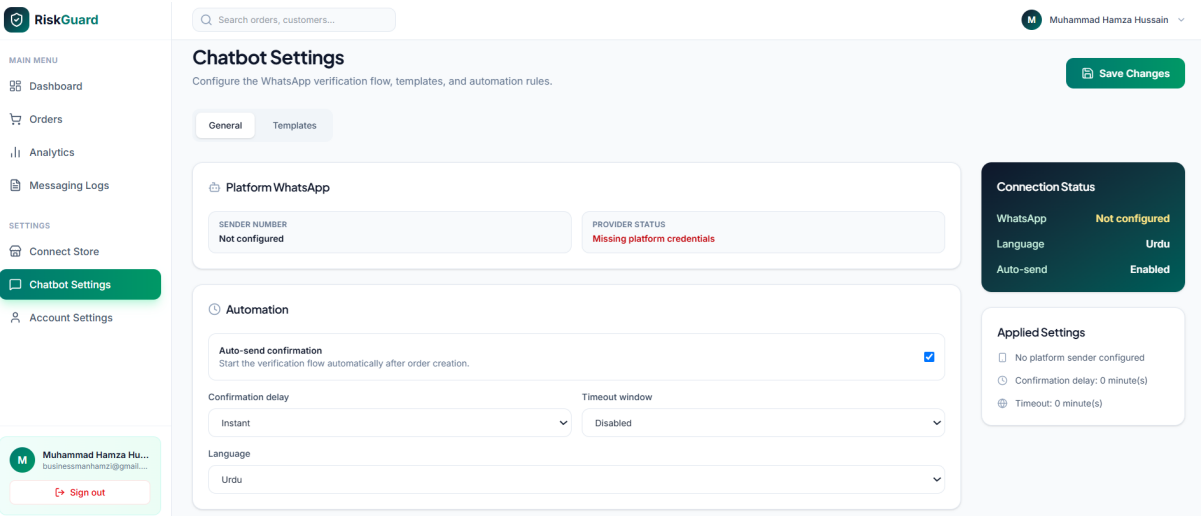 RiskGuard
Search orders, customers...
M
Muhammad Hamza Hussain
MAIN MENU
Dashboard
Orders
Analytics
Messaging Logs
SETTINGS
Connect Store
Chatbot Settings
Account Settings
M
Muhammad Hamza Hu...
businessmanhamzi@gmail....
Sign out
Chatbot Settings
Configure the WhatsApp verification flow, templates, and automation rules.
Save Changes
General
Templates
Platform WhatsApp
SENDER NUMBER
Not configured
PROVIDER STATUS
Missing platform credentials
Automation
Auto-send confirmation
Start the verification flow automatically after order creation.
Confirmation delay
Instant
Timeout window
Disabled
Language
Urdu
Connection Status
WhatsApp Not configured
Language Urdu
Auto-send Enabled
Applied Settings
No platform sender configured
Confirmation delay: 0 minute(s)
Timeout: 0 minute(s)